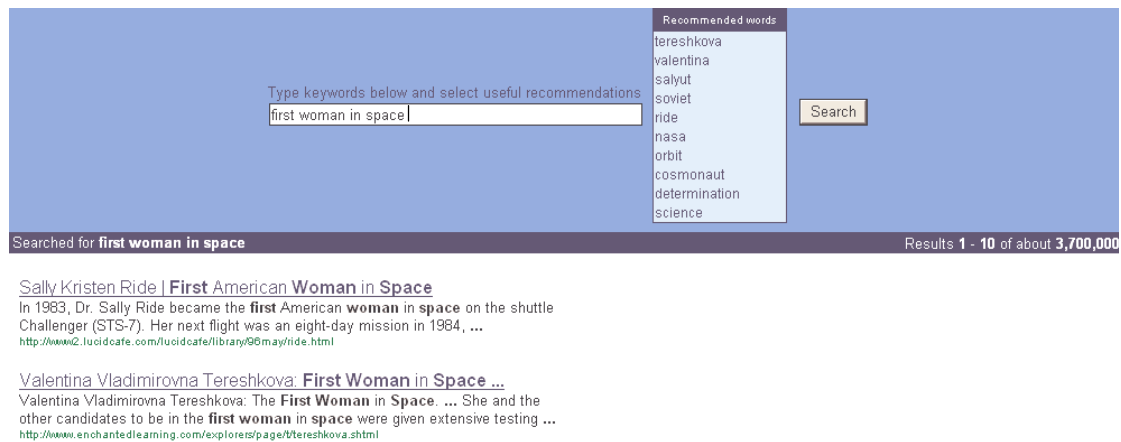 Recommended words
tereshkova
valentina
salyut
soviet
ride
nasa
orbit
cosmonaut
determination
science
Type keywords below and select useful recommendations
first woman in space
Search
Searched for first woman in space
Results 1 - 10 of about 3,700,000
Sally Kristen Ride | First American Woman in Space
In 1983, Dr. Sally Ride became the first American woman in space on the shuttle
Challenger (STS-7). Her next flight was an eight-day mission in 1984, ...
http://www2.lucidcafe.com/lucidcafe/library/96may/ride.html
Valentina Vladimirovna Tereshkova: First Woman in Space ...
Valentina Vladimirovna Tereshkova: The First Woman in Space. ... She and the
other candidates to be in the first woman in space were given extensive testing ...
http://www.enchantedlearning.com/explorers/page/t/tereshkova.shtml